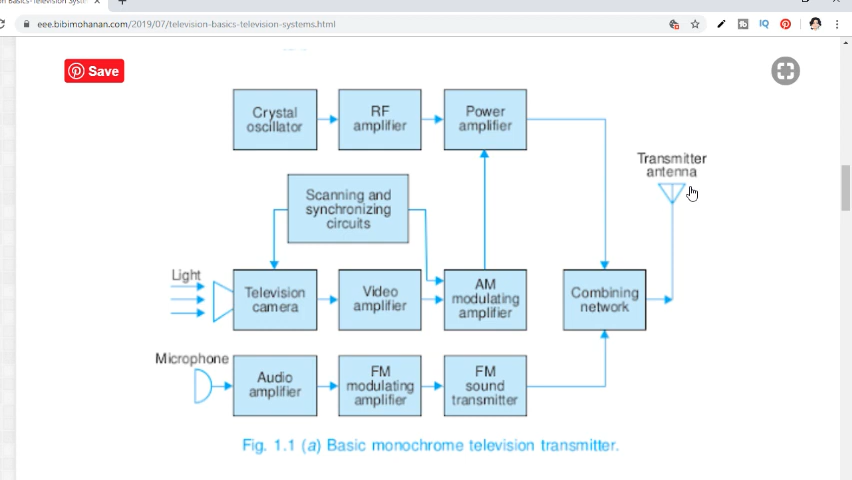 eee.bibimohanan.com/2019/07/television-basics-television-systems.html
Save
Crystal
oscillator
RF
amplifier
Power
amplifier
Transmitter
antenna
Scanning and
synchronizing
circuits
Light
Television
camera
Video
amplifier
AM
modulating
amplifier
Combining
network
Microphone
Audio
amplifier
FM
modulating
amplifier
FM
sound
transmitter
Fig. 1.1 (a) Basic monochrome television transmitter.